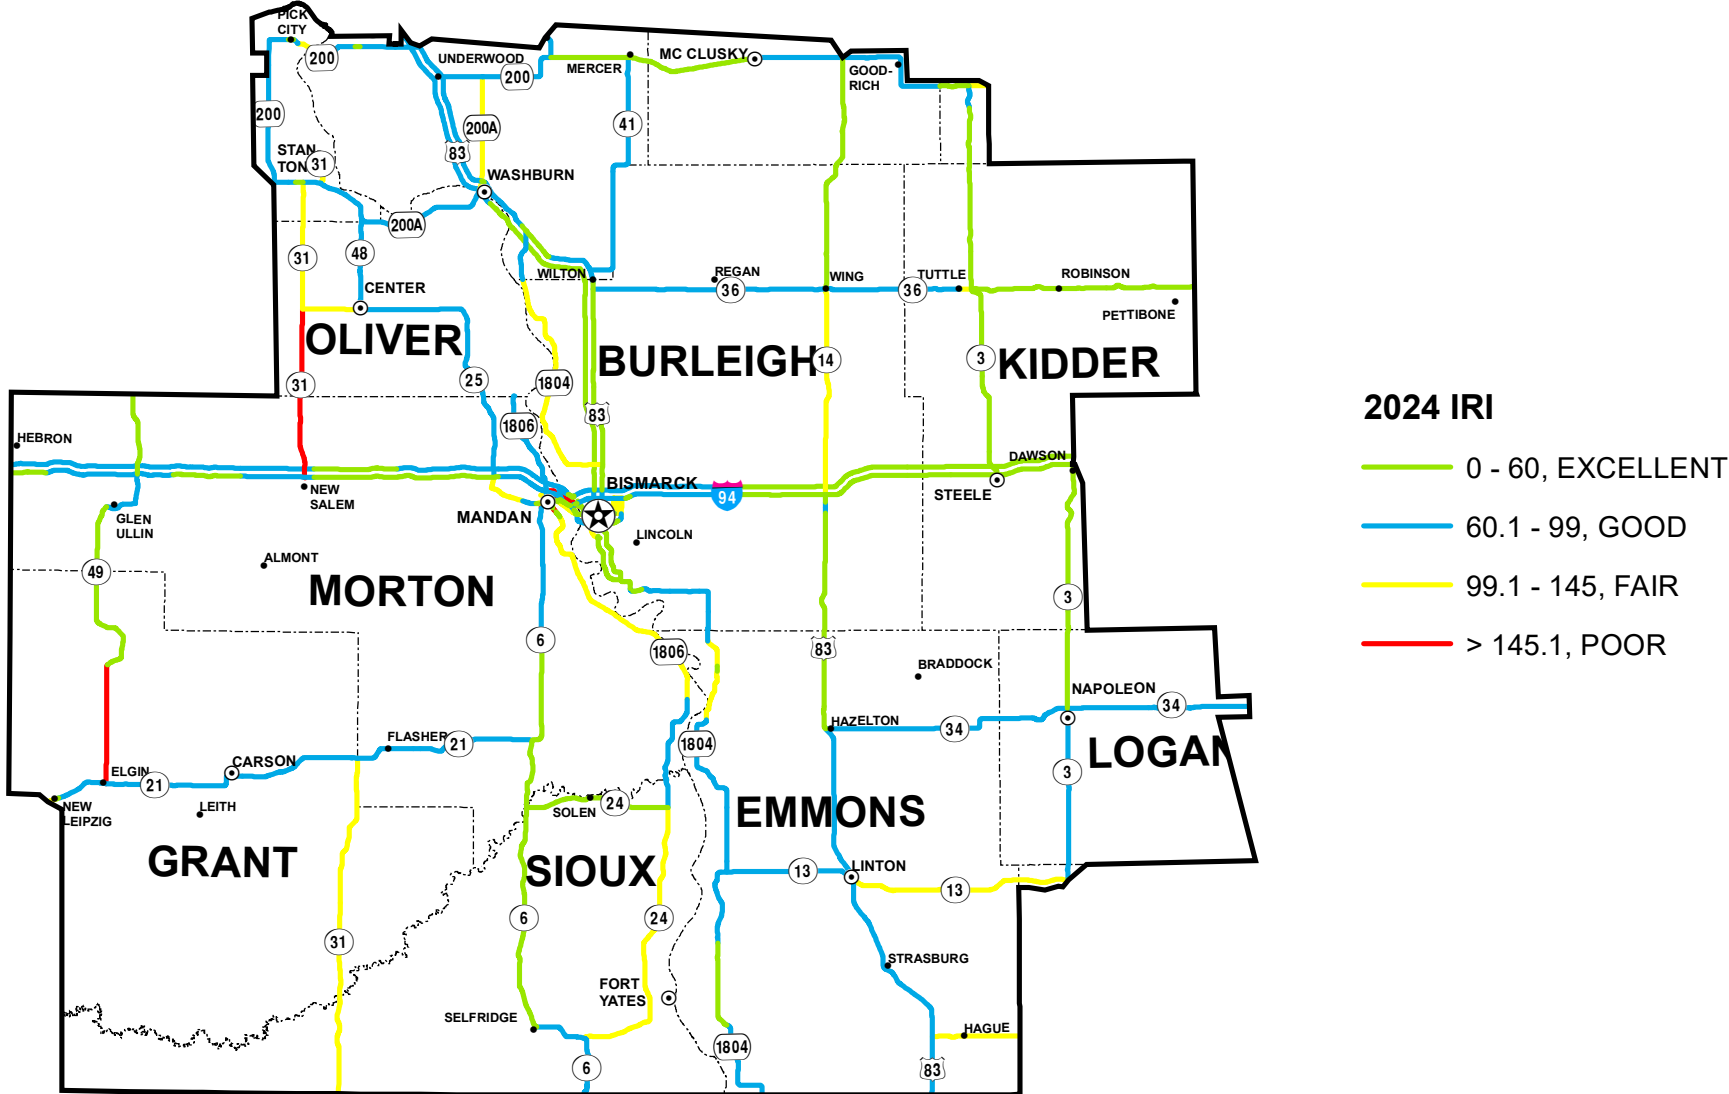 PICK
CITY
200
UNDERWOOD
200
MERCER
MC CLUSKY
GOOD-
RICH
200
200A
41
83
STAN
TON
31
WASHBURN
200A
31
48
WILTON
REGAN
36
WING
36
TUTTLE
ROBINSON
PETTIBONE
CENTER
OLIVER
BURLEIGH
14
3
KIDDER
31
25
1804
83
1806
2024 IRI
0 - 60, EXCELLENT
60.1 - 99, GOOD
99.1 - 145, FAIR
> 145.1, POOR
HEBRON
NEW
SALEM
BISMARCK
94
DAWSON
STEELE
GLEN
ULLIN
MANDAN
LINCOLN
ALMONT
49
MORTON
3
6
1806
83
BRADDOCK
NAPOLEON
34
HAZELTON
34
FLASHER
21
1804
LOGAN
CARSON
ELGIN
21
3
NEW
LEIPZIG
LEITH
SOLEN
24
EMMONS
GRANT
SIOUX
13
LINTON
13
6
24
31
STRASBURG
FORT
YATES
SELFRIDGE
HAGUE
1804
6
83